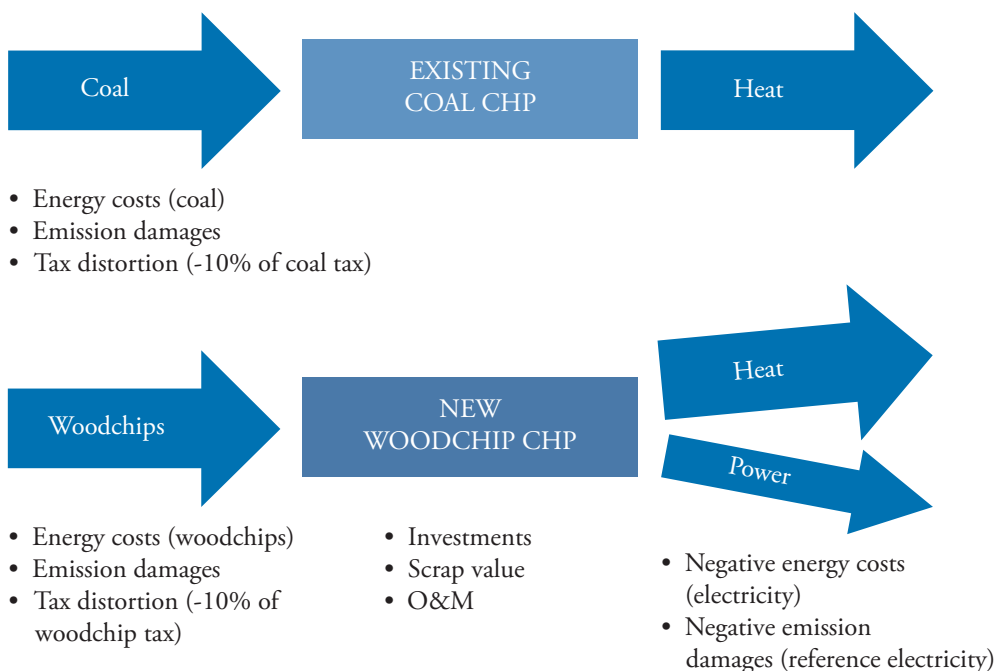 Coal
EXISTING
COAL CHP
Heat
• Energy costs (coal)
• Emission damages
• Tax distortion (-10% of coal tax)
Woodchips
NEW
WOODCHIP CHP
Heat
Power
• Energy costs (woodchips)
• Emission damages
• Tax distortion (-10% of
woodchip tax)
• Investments
• Scrap value
• O&M
• Negative energy costs
(electricity)
• Negative emission
damages (reference electricity)